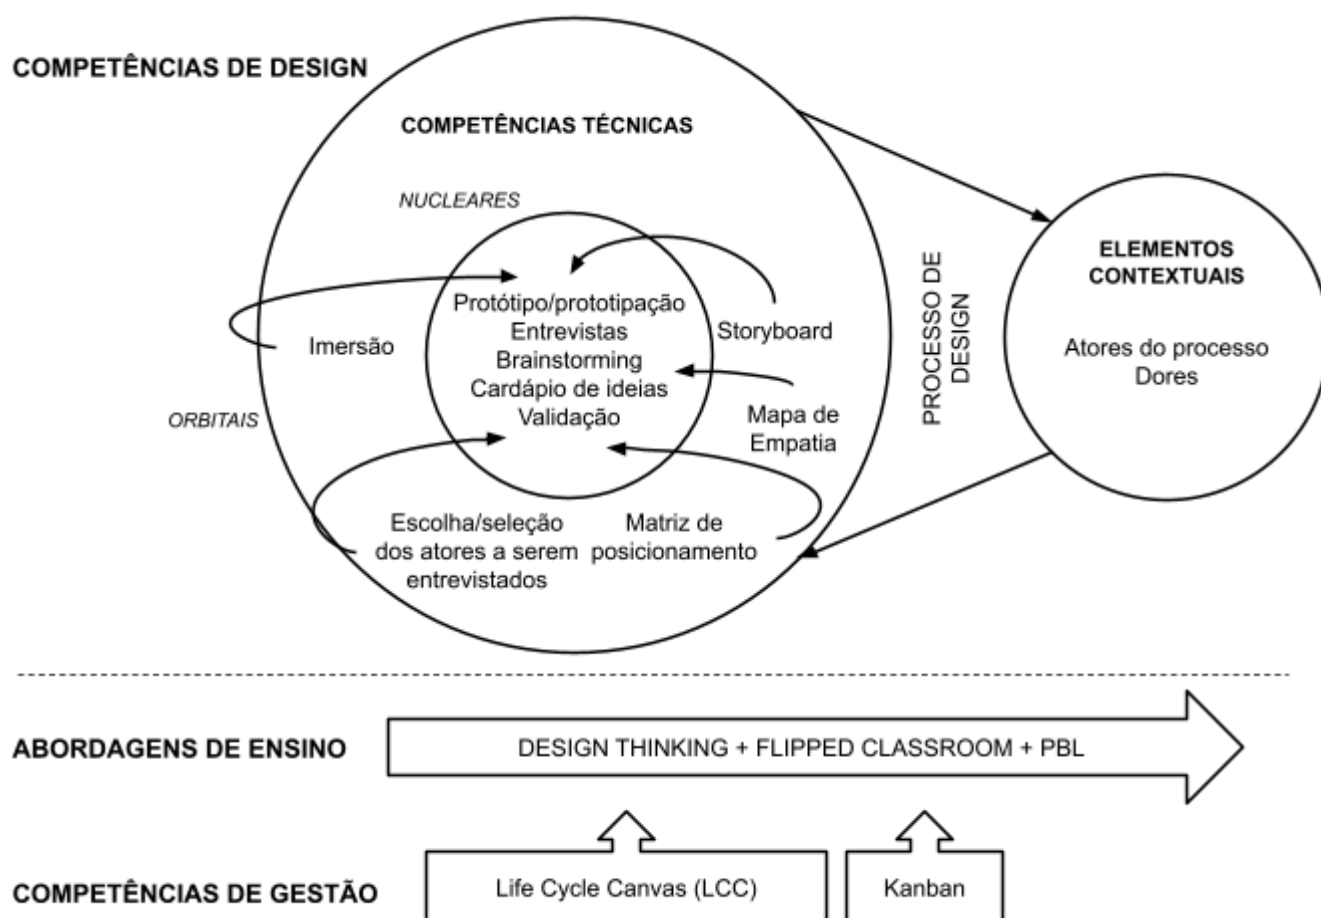 COMPETÊNCIAS DE DESIGN
COMPETÊNCIAS TÉCNICAS
NUCLEARES
Protótipo/prototipação
Entrevistas
Brainstorming
Cardápio de ideias
Validação
Imersão
Storyboard
ORBITAIS
Mapa de
Empatia
Escolha/seleção
dos atores a serem
entrevistados
Matriz de
posicionamento
PROCESSO DE
DESIGN
ELEMENTOS
CONTEXTUAIS
Atores do processo
Dores
ABORDAGENS DE ENSINO
DESIGN THINKING + FLIPPED CLASSROOM + PBL
COMPETÊNCIAS DE GESTÃO
Life Cycle Canvas (LCC)
Kanban